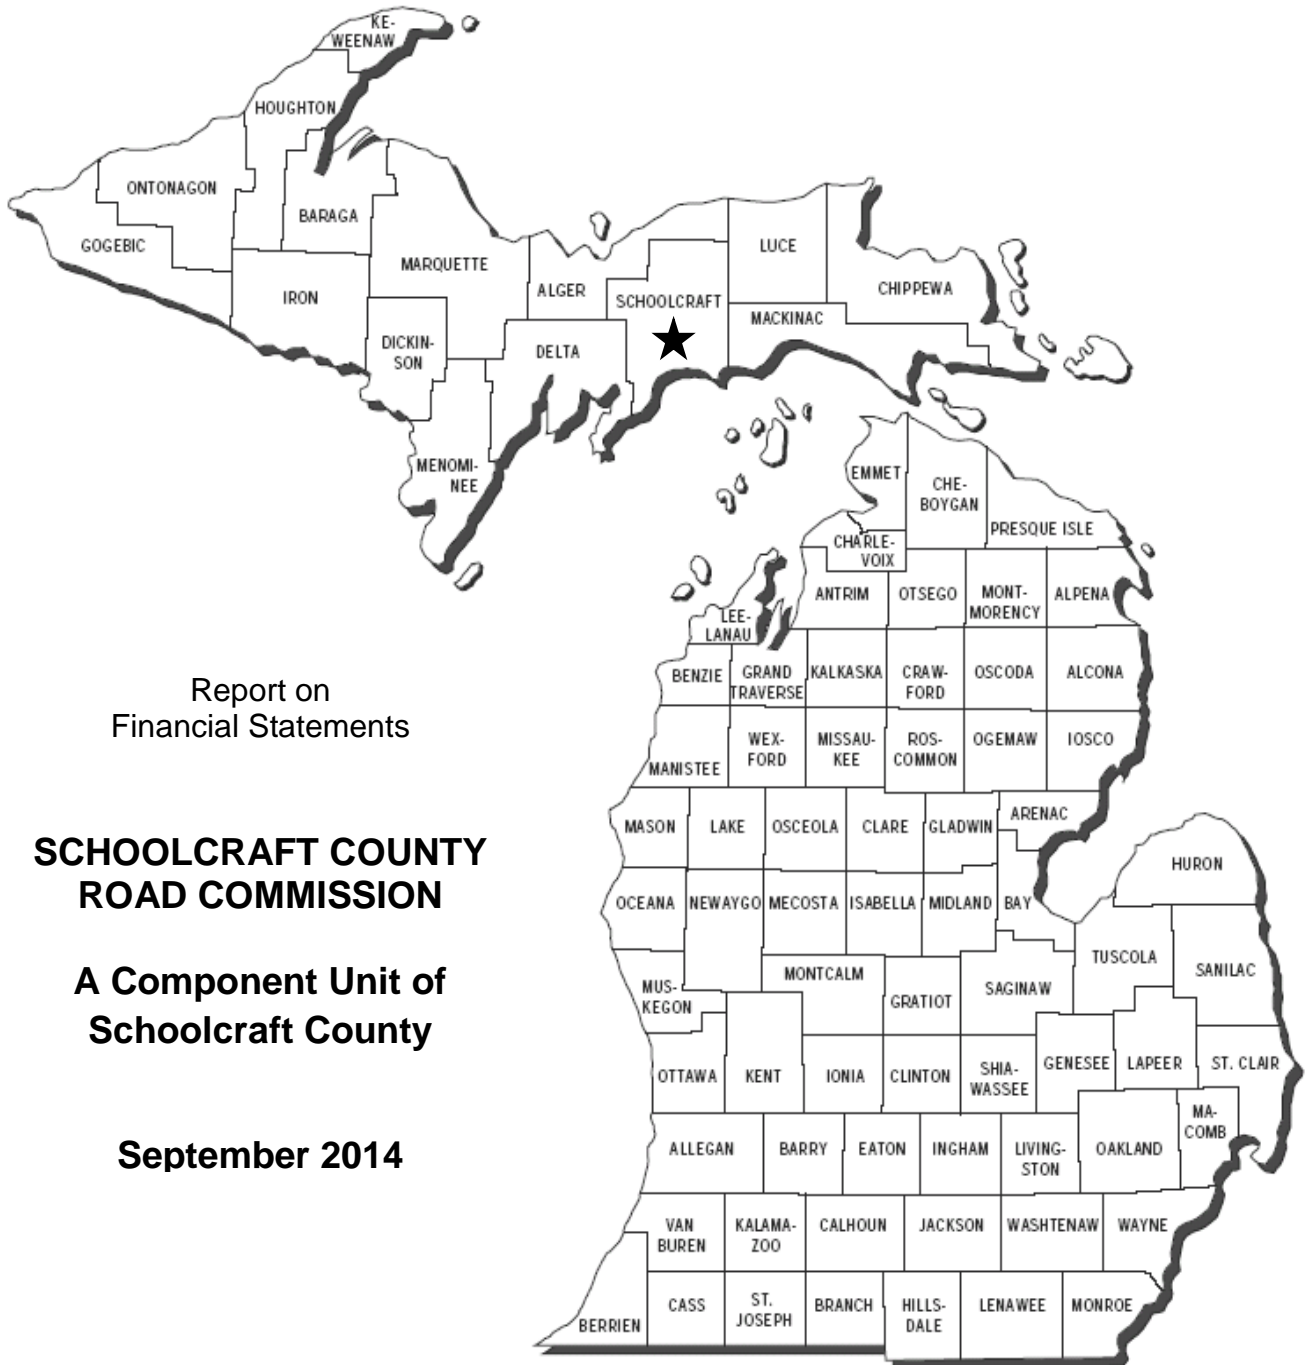 KE-
WEENAW
HOUGHTON
ONTONAGON
BARAGA
GOGEBIC
MARQUETTE
LUCE
ALGER
CHIPPEWA
IRON
SCHOOLCRAFT
MACKINAC
DICKIN-
SON
DELTA
MENOMI-
NEE
EMMET
CHE-
BOYGAN
PRESQUE ISLE
CHARLE-
VOIX
ANTRIM
OTSEGO
MONT-
MORENCY
ALPENA
LEE-
LANAU
BENZIE
GRAND
TRAVERSE
KALKASKA
CRAW-
FORD
OSCODA
ALCONA
Report on
Financial Statements
MANISTEE
WEX-
FORD
MISSAU-
KEE
ROS-
COMMON
OGEMAW
IOSCO
MASON
LAKE
OSCEOLA
CLARE
GLADWIN
ARENAC
SCHOOLCRAFT COUNTY
ROAD COMMISSION
HURON
OCEANA
NEWAYGO
MECOSTA
ISABELLA
MIDLAND
BAY
TUSCOLA
SANILAC
A Component Unit of
Schoolcraft County
MUS-
KEGON
MONTCALM
GRATIOT
SAGINAW
OTTAWA
KENT
IONIA
CLINTON
SHIA-
WASSEE
GENESEE
LAPEER
ST. CLAIR
MA-
COMB
September 2014
ALLEGAN
BARRY
EATON
INGHAM
LIVING-
STON
OAKLAND
VAN
BUREN
KALAMA-
ZOO
CALHOUN
JACKSON
WASHTENAW
WAYNE
BERRIEN
CASS
ST.
JOSEPH
BRANCH
HILLS-
DALE
LENAWEE
MONROE